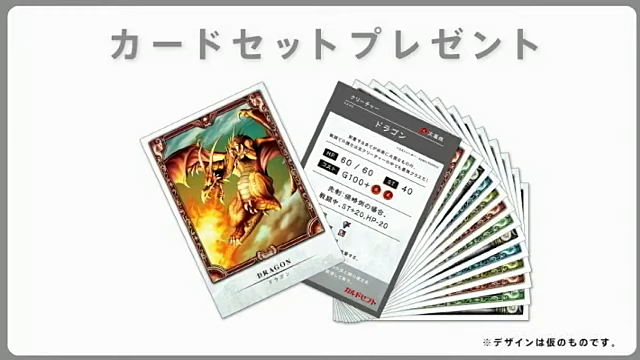 カードセットプレゼント
DRAGON
ドラゴン
クリーチャー
ドラゴン
HP 60 / 60 ST 40
コスト G100+
先制；侵略側の場合、
戦闘中、ST+20,HP-20
カルドセプト
※デザインは仮のものです。